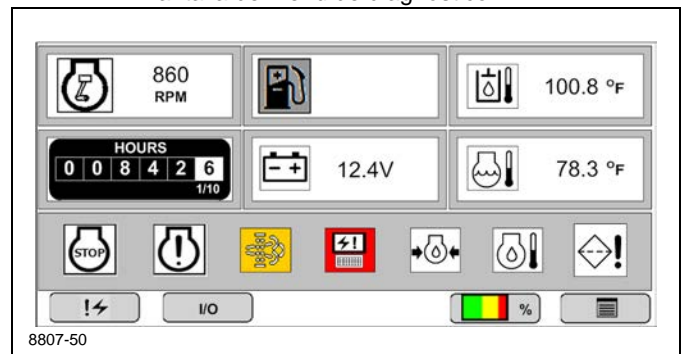 860
RPM
100.8 °F
HOURS
0 0 8 4 2 6
1/10
12.4V
78.3 °F
STOP
I/O
%
8807-50